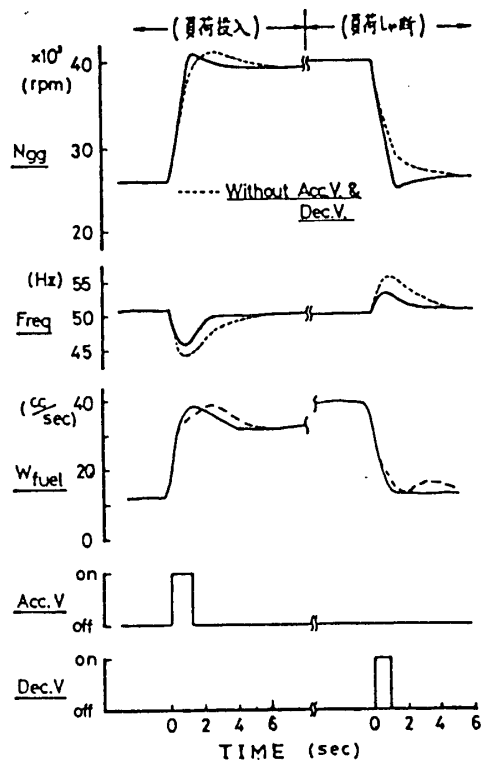 (負荷投入) (負荷しゃ断)
×10³
(rpm)
40
30
20
Ngg
----- Without Acc.V. &
Dec.V.
(Hz)
55
50
45
Freq
(cc/sec)
40
20
0
Wfuel
on
off
Acc.V
on
off
Dec.V
0 2 4 6 0 2 4 6
TIME (sec)